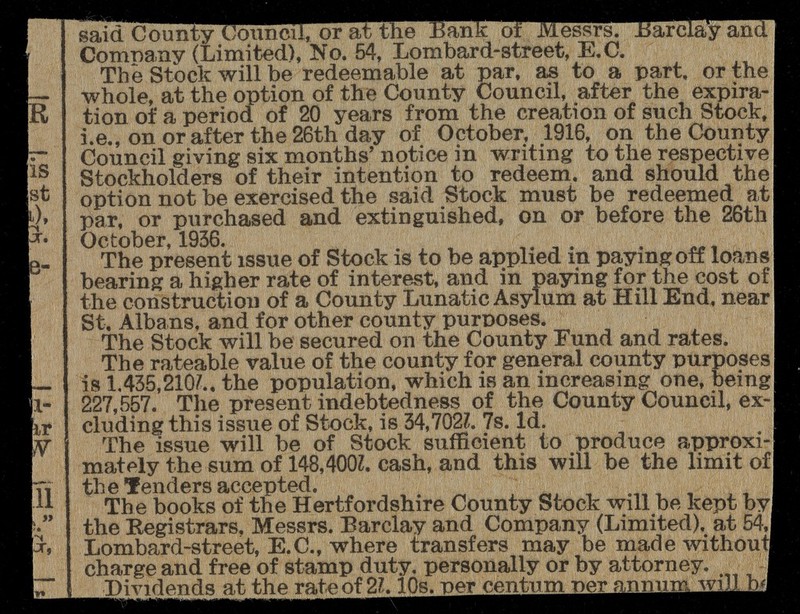 said County Council, or at the Bank of Messrs. Barclay and
Company (Limited), No. 54, Lombard-street, E.C.
The Stock will be redeemable at par, as to a part, or the
whole, at the option of the County Council, after the expira-
tion of a period of 20 years from the creation of such Stock,
i.e., on or after the 26th day of October, 1916, on the County
Council giving six months' notice in writing to the respective
Stockholders of their intention to redeem, and should the
option not be exercised the said Stock must be redeemed at
par, or purchased and extinguished, on or before the 26th
October, 1936.
The present issue of Stock is to be applied in paying off loans
bearing a higher rate of interest, and in paying for the cost of
the construction of a County Lunatic Asylum at Hill End, near
St. Albans, and for other county purposes.
The Stock will be secured on the County Fund and rates.
The rateable value of the county for general county purposes
is 1,435,210l., the population, which is an increasing one, being
227,557. The present indebtedness of the County Council, ex-
cluding this issue of Stock, is 34,702l. 7s. 1d.
The issue will be of Stock sufficient to produce approxi-
mately the sum of 148,400l. cash, and this will be the limit of
the Tenders accepted.
The books of the Hertfordshire County Stock will be kept by
the Registrars, Messrs. Barclay and Company (Limited), at 54,
Lombard-street, E.C., where transfers may be made without
charge and free of stamp duty, personally or by attorney.
Dividends at the rate of 2l. 10s. per centum per annum will be
R
is
st
e-
W
ll